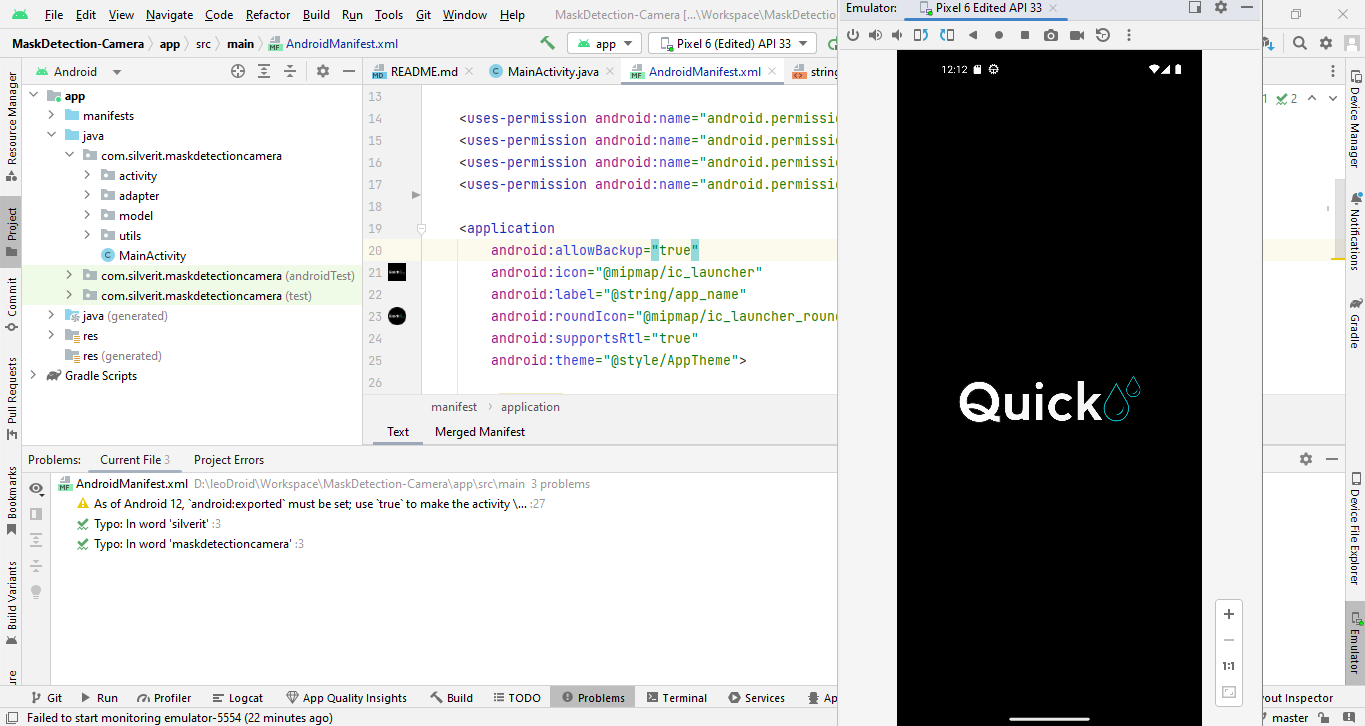 File Edit View Navigate Code Refactor Build Run Tools Git Window Help MaskDetection-Camera [...\Workspace\MaskDetection
Emulator: Pixel 6 Edited API 33
MaskDetection-Camera app src main AndroidManifest.xml app Pixel 6 (Edited) API 33
Android README.md MainActivity.java AndroidManifest.xml string
12:12
app
manifests
java
com.silverit.maskdetectioncamera
activity
adapter
model
utils
MainActivity
com.silverit.maskdetectioncamera (androidTest)
com.silverit.maskdetectioncamera (test)
java (generated)
res
res (generated)
Gradle Scripts
13
14 <uses-permission android:name="android.permissio
15 <uses-permission android:name="android.permissio
16 <uses-permission android:name="android.permissio
17 <uses-permission android:name="android.permissio
18
19 <application
20 android:allowBackup="true"
21 android:icon="@mipmap/ic_launcher"
22 android:label="@string/app_name"
23 android:roundIcon="@mipmap/ic_launcher_roun
24 android:supportsRtl="true"
25 android:theme="@style/AppTheme">
26
manifest application
Text Merged Manifest
1 2
Quick
Problems: Current File 3 Project Errors
AndroidManifest.xml D:\leoDroid\Workspace\MaskDetection-Camera\app\src\main 3 problems
As of Android 12, `android:exported` must be set; use `true` to make the activity \... :27
Typo: In word 'silverit' :3
Typo: In word 'maskdetectioncamera' :3
1:1
Resource Manager
Project
Commit
Pull Requests
Bookmarks
Build Variants
Device Manager
Notifications
Gradle
Device File Explorer
Emulator
Git Run Profiler Logcat App Quality Insights Build TODO Problems Terminal Services Ap
yout Inspector
Failed to start monitoring emulator-5554 (22 minutes ago)
master